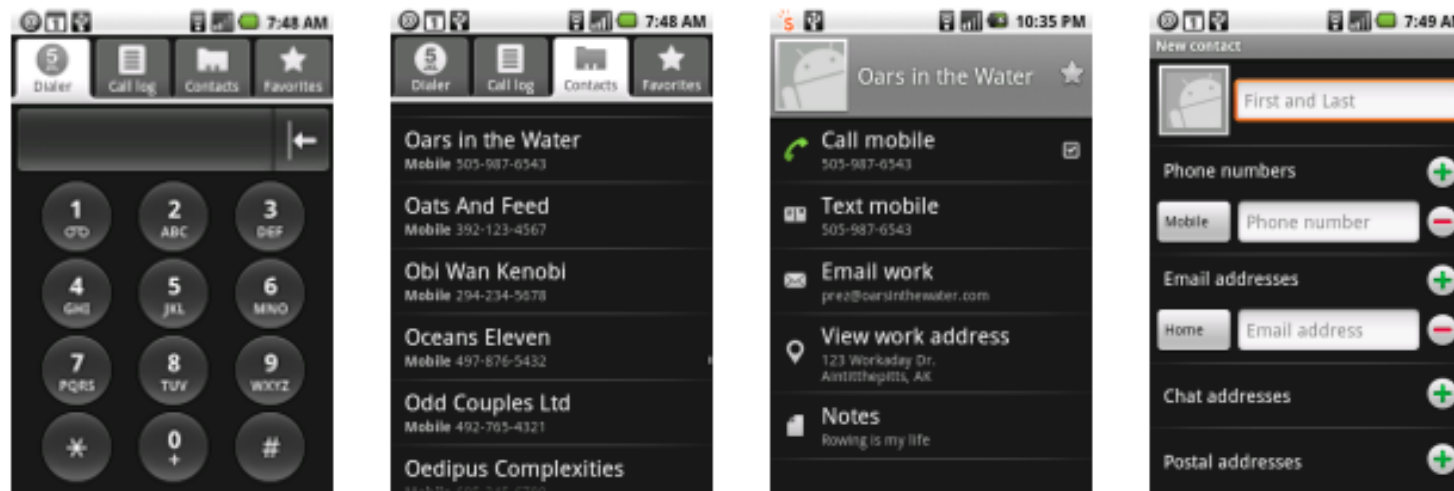 7:48 AM
5
Dialer
Call log
Contacts
Favorites
1
2
ABC
3
DEF
4
GHI
5
JKL
6
MNO
7
PQRS
8
TUV
9
WXYZ
*
0
+
#
7:48 AM
5
Dialer
Call log
Contacts
Favorites
Oars in the Water
Mobile 505-987-6543
Oats And Feed
Mobile 392-123-4567
Obi Wan Kenobi
Mobile 294-234-5678
Oceans Eleven
Mobile 497-876-5432
Odd Couples Ltd
Mobile 492-765-4321
Oedipus Complexities
10:35 PM
Oars in the Water
Call mobile
505-987-6543
Text mobile
505-987-6543
Email work
prez@oarsinthewater.com
View work address
123 Workaday Dr.
Aintitthepitts, AK
Notes
Rowing is my life
7:49 AM
New contact
First and Last
Phone numbers
Mobile
Phone number
Email addresses
Home
Email address
Chat addresses
Postal addresses